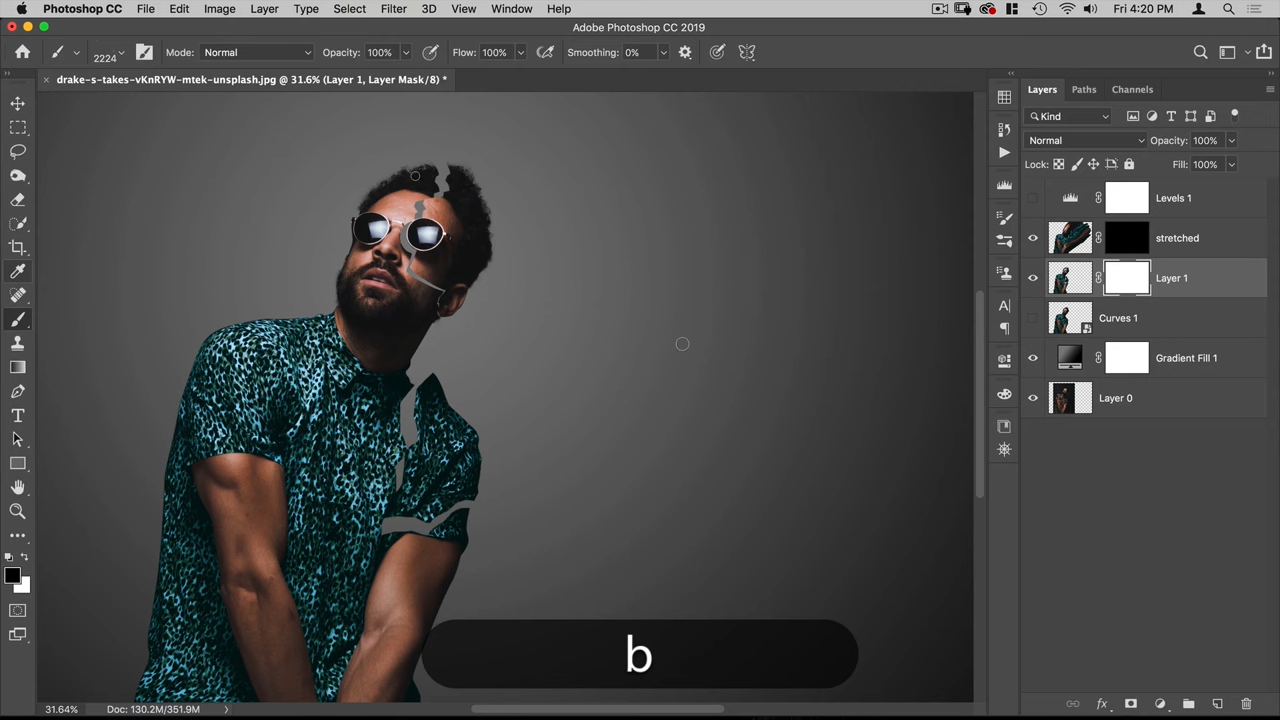 Photoshop CC File Edit Image Layer Type Select Filter 3D View Window Help Fri 4:20 PM
Adobe Photoshop CC 2019
2224 Mode: Normal Opacity: 100% Flow: 100% Smoothing: 0%
× drake-s-takes-vKnRYW-mtek-unsplash.jpg @ 31.6% (Layer 1, Layer Mask/8) *
Layers Paths Channels
Kind
Normal Opacity: 100%
Lock: Fill: 100%
Levels 1
stretched
Layer 1
Curves 1
Gradient Fill 1
Layer 0
b
31.64% Doc: 130.2M/351.9M